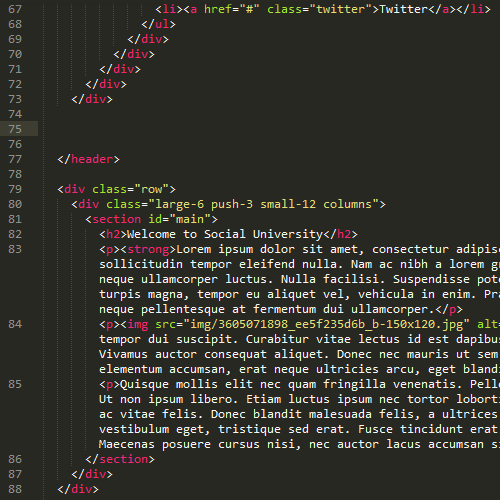 67 <li><a href="#" class="twitter">Twitter</a></li>
68 </ul>
69 </div>
70 </div>
71 </div>
72 </div>
73 </div>
74
75
76
77 </header>
78
79 <div class="row">
80 <div class="large-6 push-3 small-12 columns">
81 <section id="main">
82 <h2>Welcome to Social University</h2>
83 <p><strong>Lorem ipsum dolor sit amet, consectetur adipisc
sollicitudin tempor eleifend nulla. Nam ac nibh a lorem gr
neque ullamcorper luctus. Nulla facilisi. Suspendisse pote
turpis magna, tempor eu aliquet vel, vehicula in enim. Pra
neque pellentesque at fermentum dui ullamcorper.</p>
84 <p><img src="img/3605071898_ee5f235d6b_b-150x120.jpg" alt=
tempor dui suscipit. Curabitur vitae lectus id est dapibus
Vivamus auctor consequat aliquet. Donec nec mauris ut sem
elementum accumsan, erat neque ultricies arcu, eget blandi
85 <p>Quisque mollis elit nec quam fringilla venenatis. Pelle
Ut non ipsum libero. Etiam luctus ipsum nec tortor loborti
ac vitae felis. Donec blandit malesuada felis, a ultrices
vestibulum eget, tristique sed erat. Fusce tincidunt erat
Maecenas posuere cursus nisi, nec auctor lacus accumsan si
86 </section>
87 </div>
88 </div>